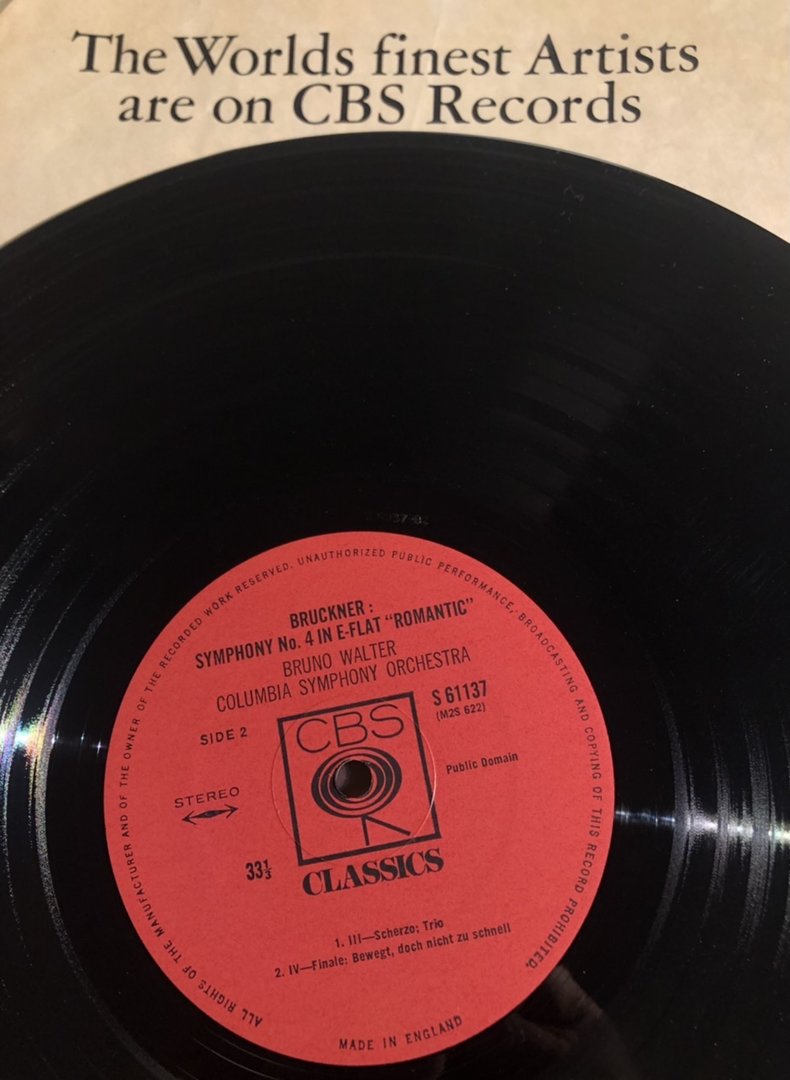 The Worlds finest Artists
are on CBS Records
ALL RIGHTS OF THE MANUFACTURER AND OF THE OWNER OF THE RECORDED WORK RESERVED. UNAUTHORIZED PUBLIC PERFORMANCE, BROADCASTING AND COPYING OF THIS RECORD PROHIBITED.
BRUCKNER :
SYMPHONY No. 4 IN E-FLAT “ROMANTIC”
BRUNO WALTER
COLUMBIA SYMPHONY ORCHESTRA
S 61137
(M2S 622)
SIDE 2
CBS
Public Domain
STEREO
33⅓
CLASSICS
1. III—Scherzo; Trio
2. IV—Finale: Bewegt, doch nicht zu schnell
MADE IN ENGLAND